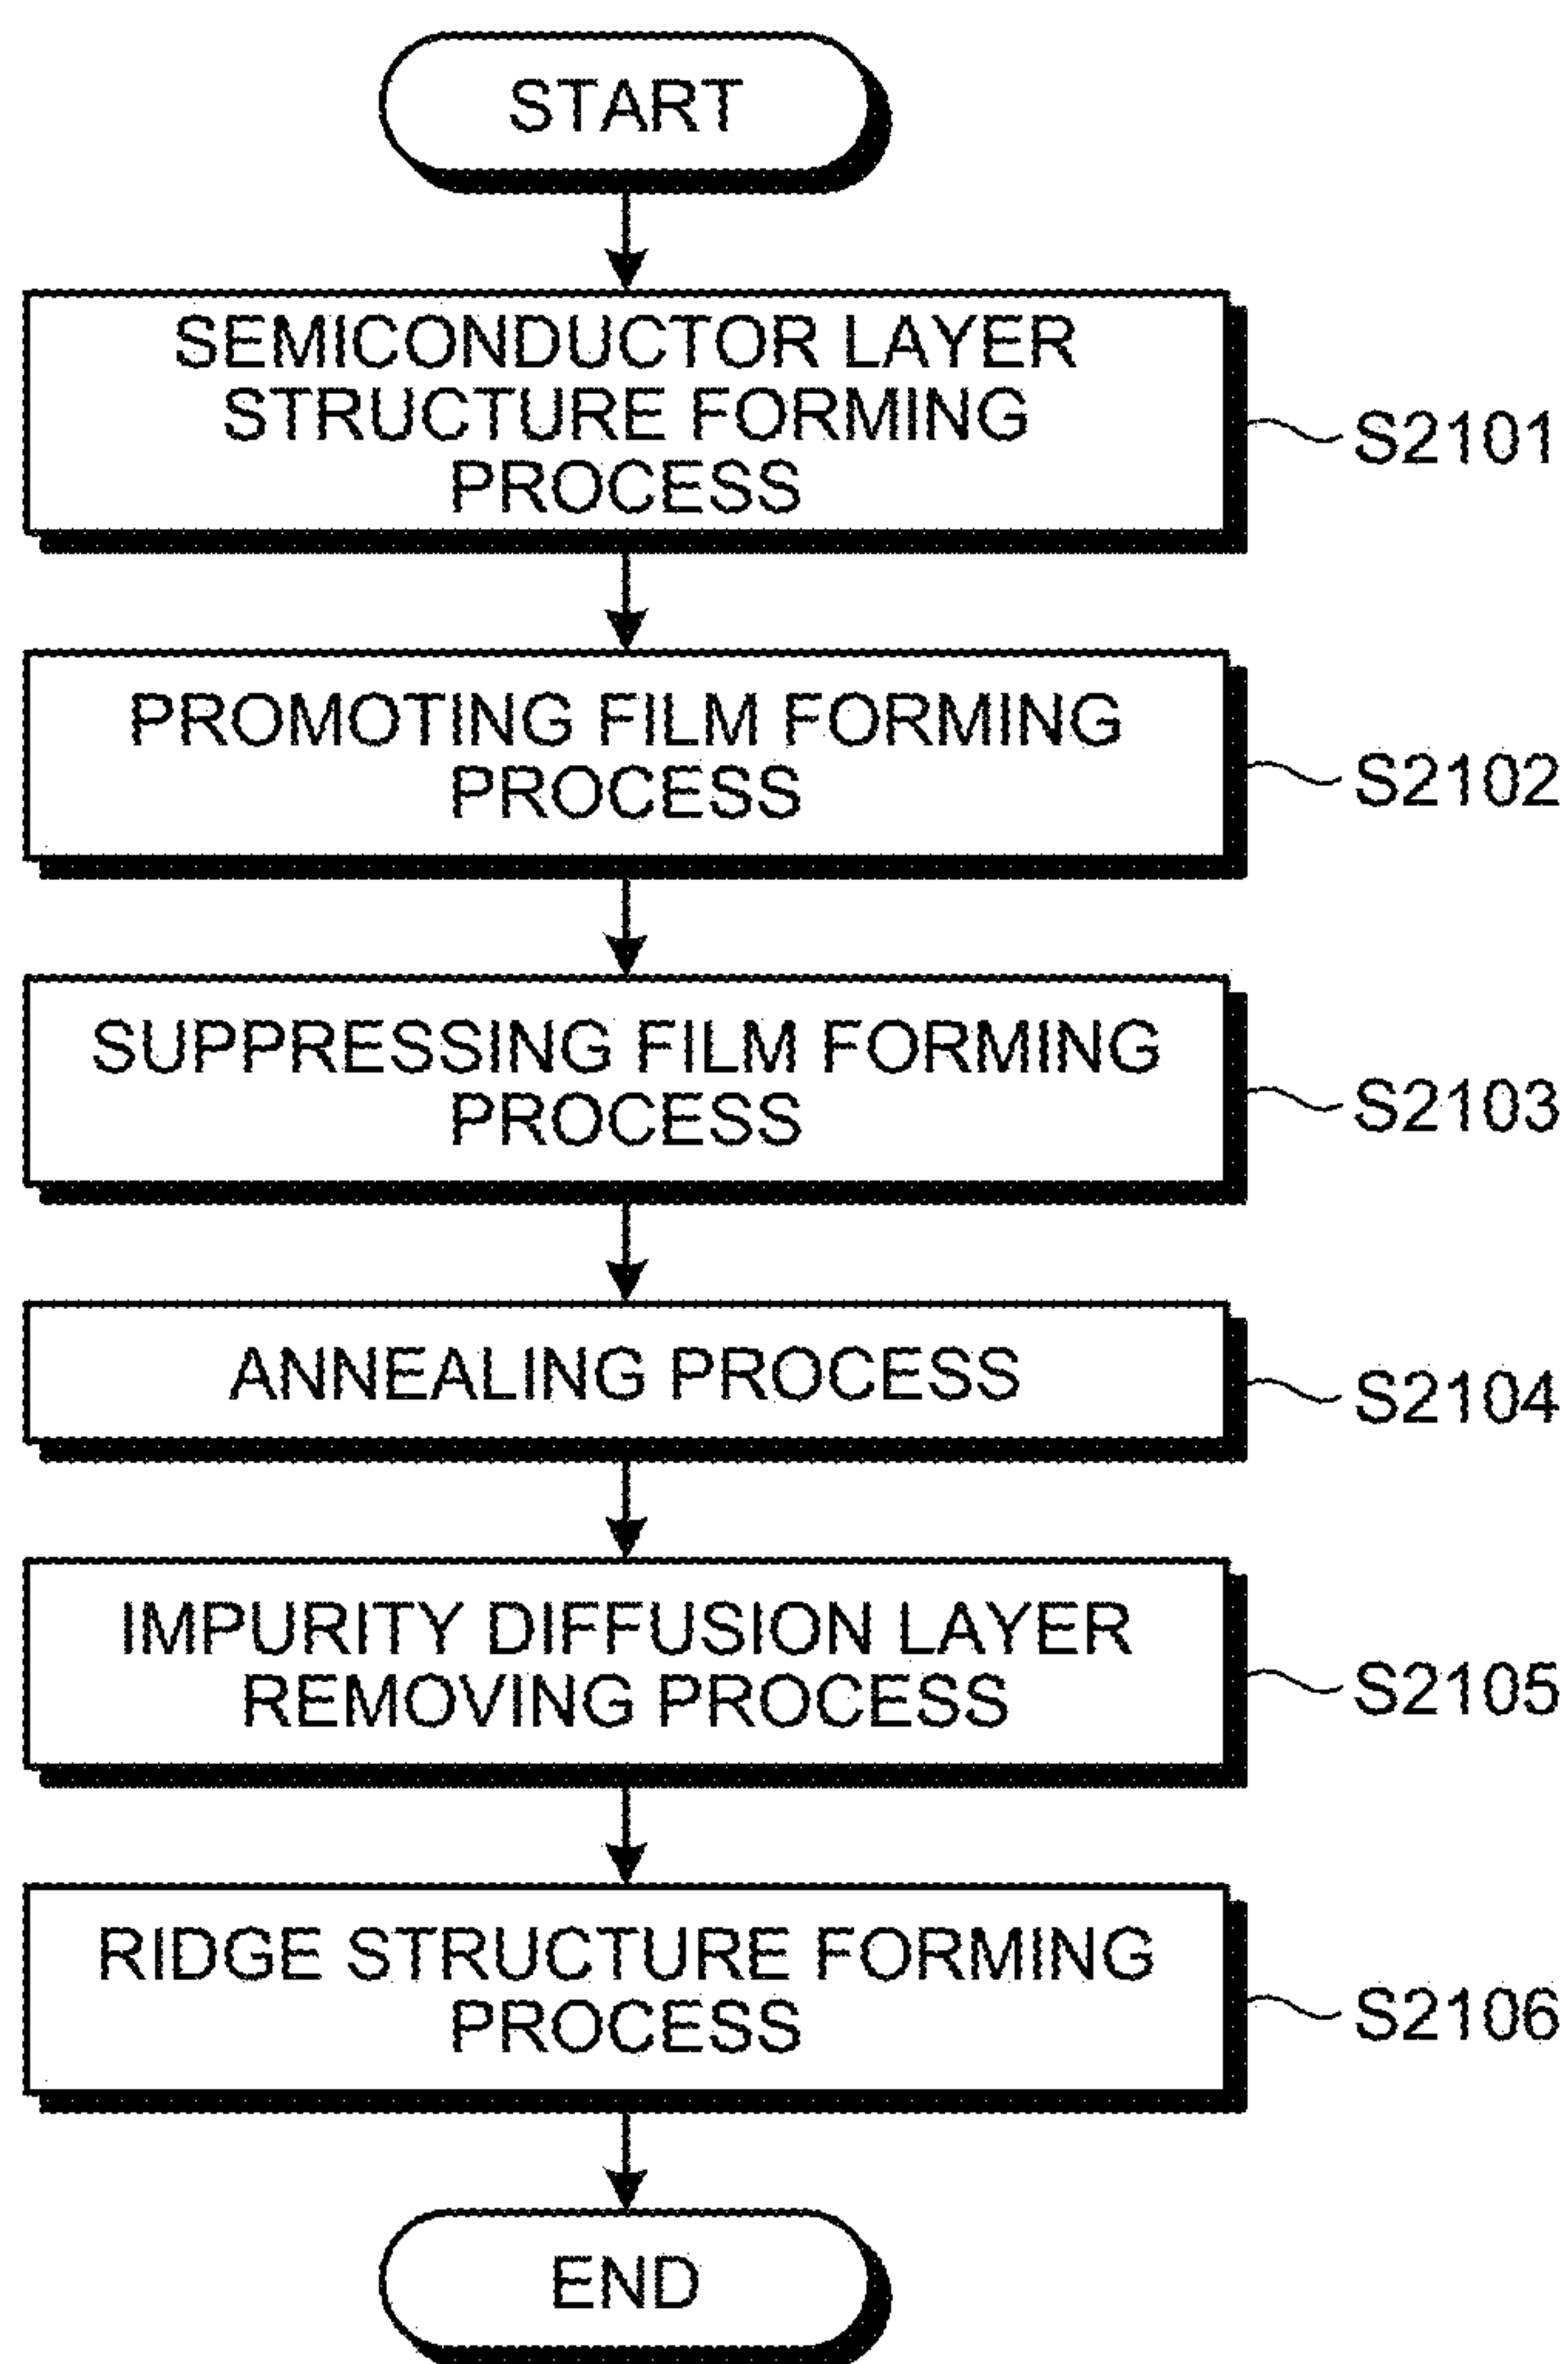 START
SEMICONDUCTOR LAYER
STRUCTURE FORMING
PROCESS
S2101
PROMOTING FILM FORMING
PROCESS
S2102
SUPPRESSING FILM FORMING
PROCESS
S2103
ANNEALING PROCESS
S2104
IMPURITY DIFFUSION LAYER
REMOVING PROCESS
S2105
RIDGE STRUCTURE FORMING
PROCESS
S2106
END